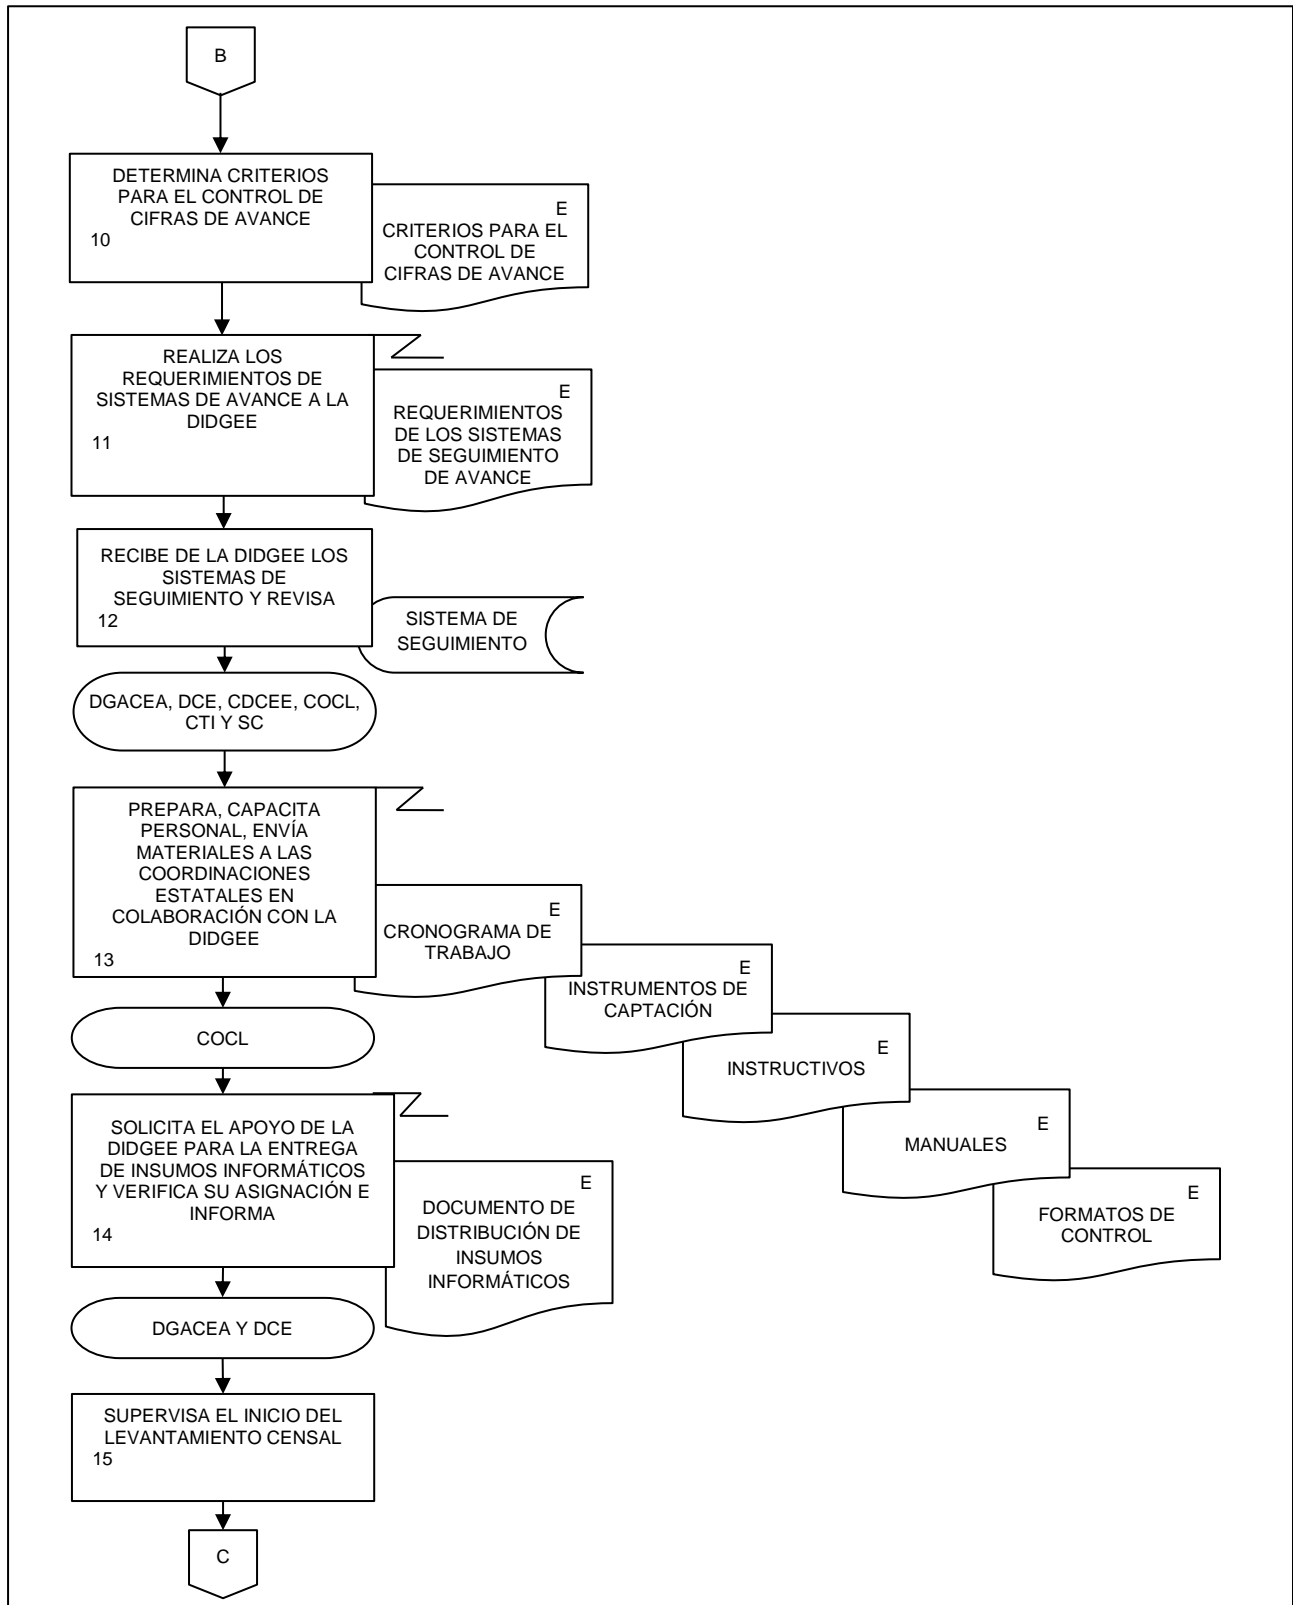 B
DETERMINA CRITERIOS
PARA EL CONTROL DE
CIFRAS DE AVANCE
10
E
CRITERIOS PARA EL
CONTROL DE
CIFRAS DE AVANCE
REALIZA LOS
REQUERIMIENTOS DE
SISTEMAS DE AVANCE A LA
DIDGEE
11
E
REQUERIMIENTOS
DE LOS SISTEMAS
DE SEGUIMIENTO
DE AVANCE
RECIBE DE LA DIDGEE LOS
SISTEMAS DE
SEGUIMIENTO Y REVISA
12
SISTEMA DE
SEGUIMIENTO
DGACEA, DCE, CDCEE, COCL,
CTI Y SC
PREPARA, CAPACITA
PERSONAL, ENVÍA
MATERIALES A LAS
COORDINACIONES
ESTATALES EN
COLABORACIÓN CON LA
DIDGEE
13
E
CRONOGRAMA DE
TRABAJO
E
INSTRUMENTOS DE
CAPTACIÓN
E
INSTRUCTIVOS
E
MANUALES
E
FORMATOS DE
CONTROL
COCL
SOLICITA EL APOYO DE LA
DIDGEE PARA LA ENTREGA
DE INSUMOS INFORMÁTICOS
Y VERIFICA SU ASIGNACIÓN E
INFORMA
14
E
DOCUMENTO DE
DISTRIBUCIÓN DE
INSUMOS
INFORMÁTICOS
DGACEA Y DCE
SUPERVISA EL INICIO DEL
LEVANTAMIENTO CENSAL
15
C